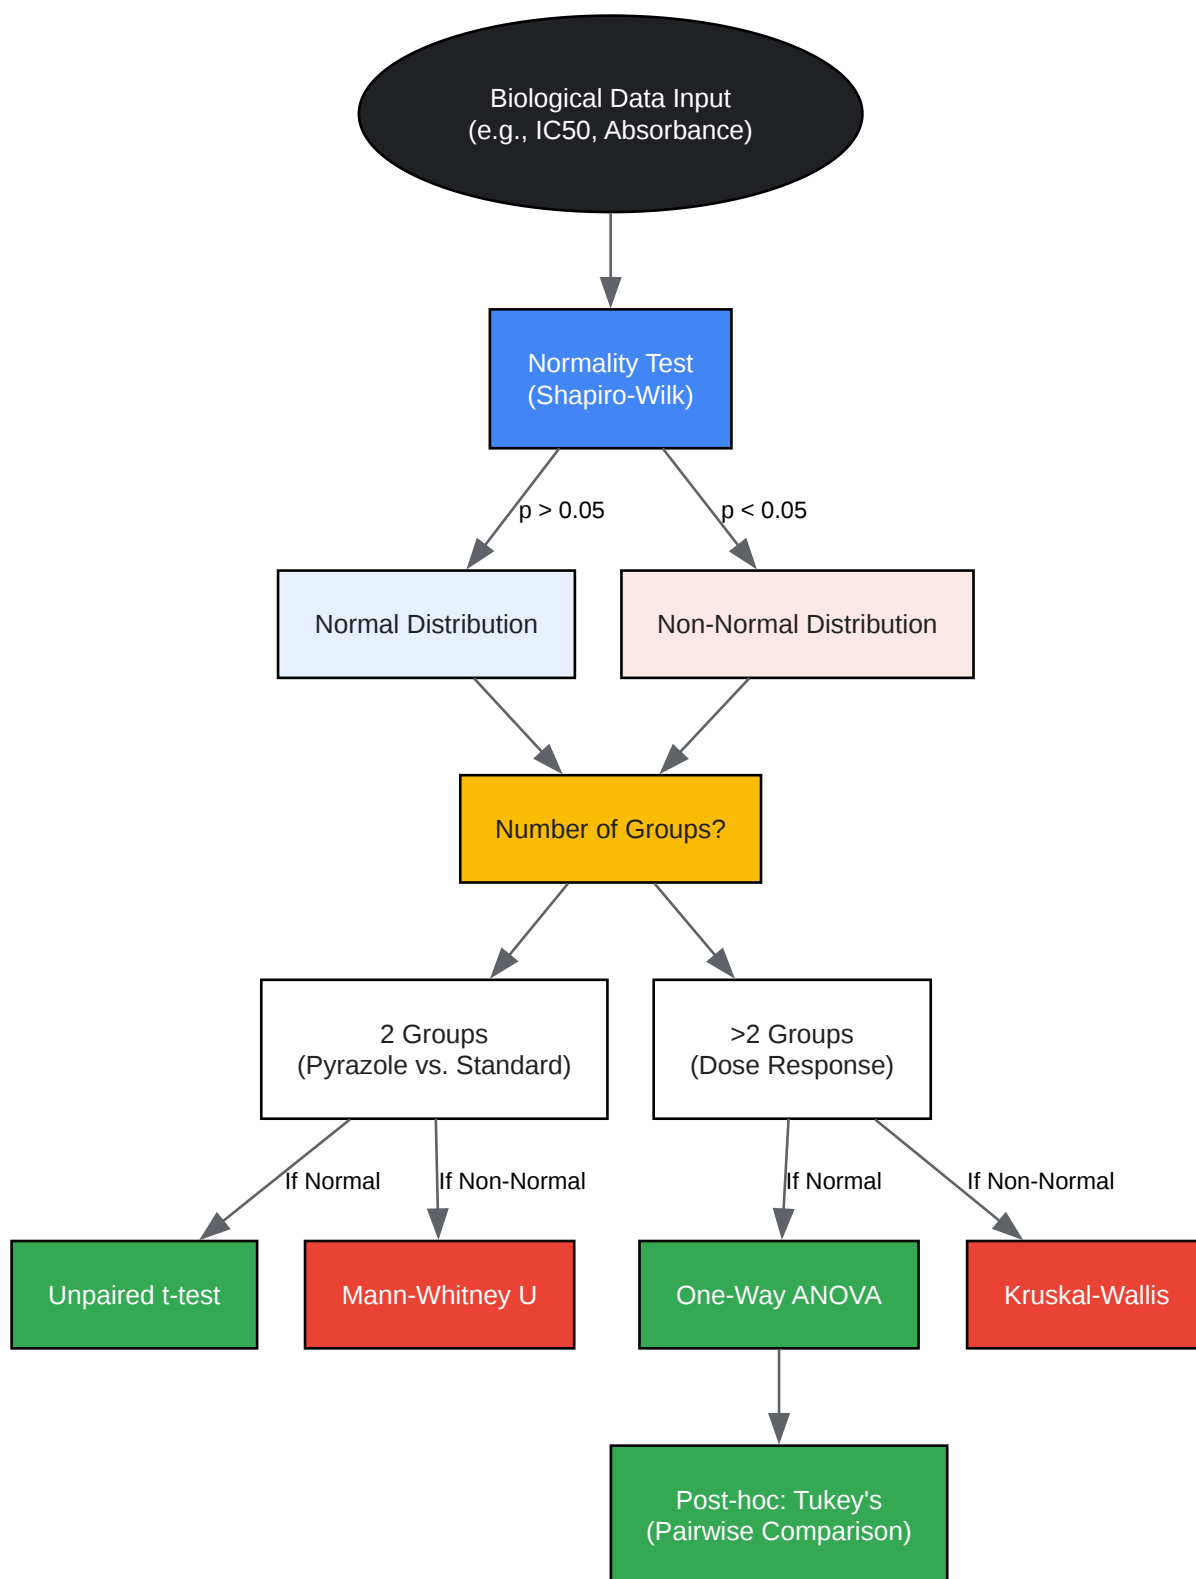 Biological Data Input
(e.g., IC50, Absorbance)
Normality Test
(Shapiro-Wilk)
p > 0.05
p < 0.05
Normal Distribution
Non-Normal Distribution
Number of Groups?
2 Groups
(Pyrazole vs. Standard)
>2 Groups
(Dose Response)
If Normal
If Non-Normal
If Normal
If Non-Normal
Unpaired t-test
Mann-Whitney U
One-Way ANOVA
Kruskal-Wallis
Post-hoc: Tukey's
(Pairwise Comparison)